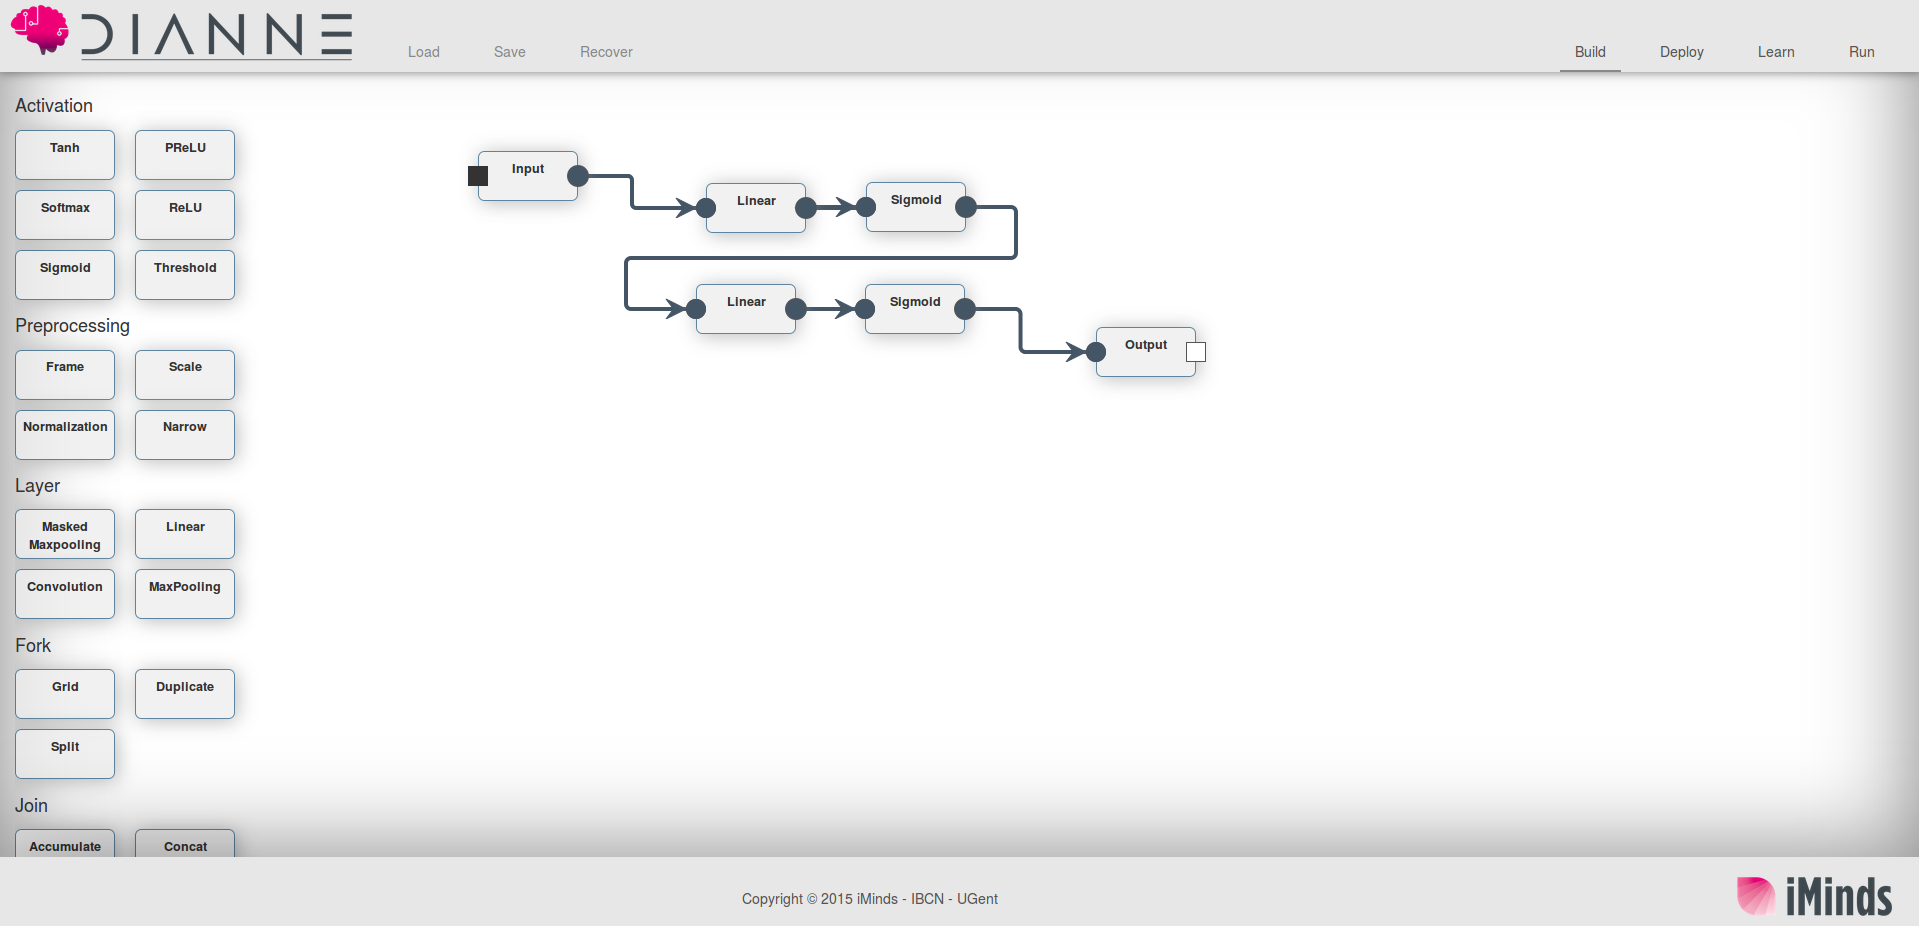 DIANNE
Load Save Recover
Build Deploy Learn Run
Activation
Tanh PReLU
Softmax ReLU
Sigmoid Threshold
Preprocessing
Frame Scale
Normalization Narrow
Layer
Masked
Maxpooling
Linear
Convolution MaxPooling
Fork
Grid Duplicate
Split
Join
Accumulate Concat
Input
Linear Sigmoid
Linear Sigmoid
Output
Copyright © 2015 iMinds - IBCN - UGent
iMinds